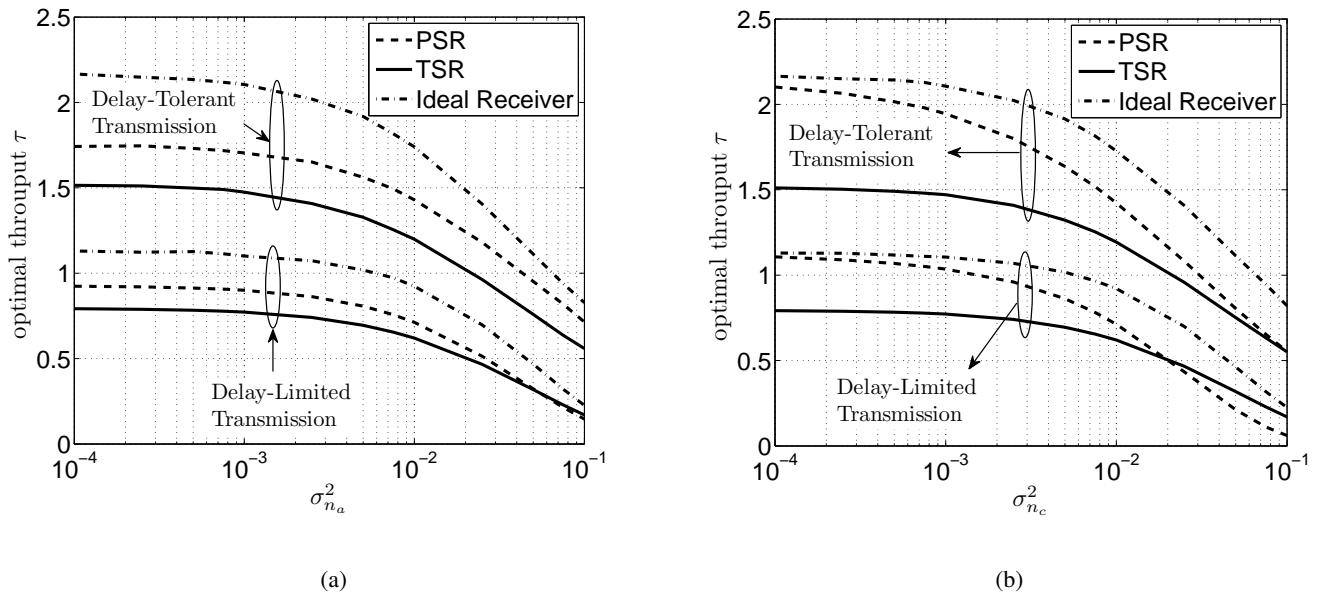 PSR
TSR
Ideal Receiver
Delay-Tolerant
Transmission
Delay-Limited
Transmission
optimal throuput τ
2.5
2
1.5
1
0.5
0
10⁻⁴
10⁻³
10⁻²
10⁻¹
σ²ₙₐ
(a)
PSR
TSR
Ideal Receiver
Delay-Tolerant
Transmission
Delay-Limited
Transmission
optimal throuput τ
2.5
2
1.5
1
0.5
0
10⁻⁴
10⁻³
10⁻²
10⁻¹
σ²_{n_c}
(b)